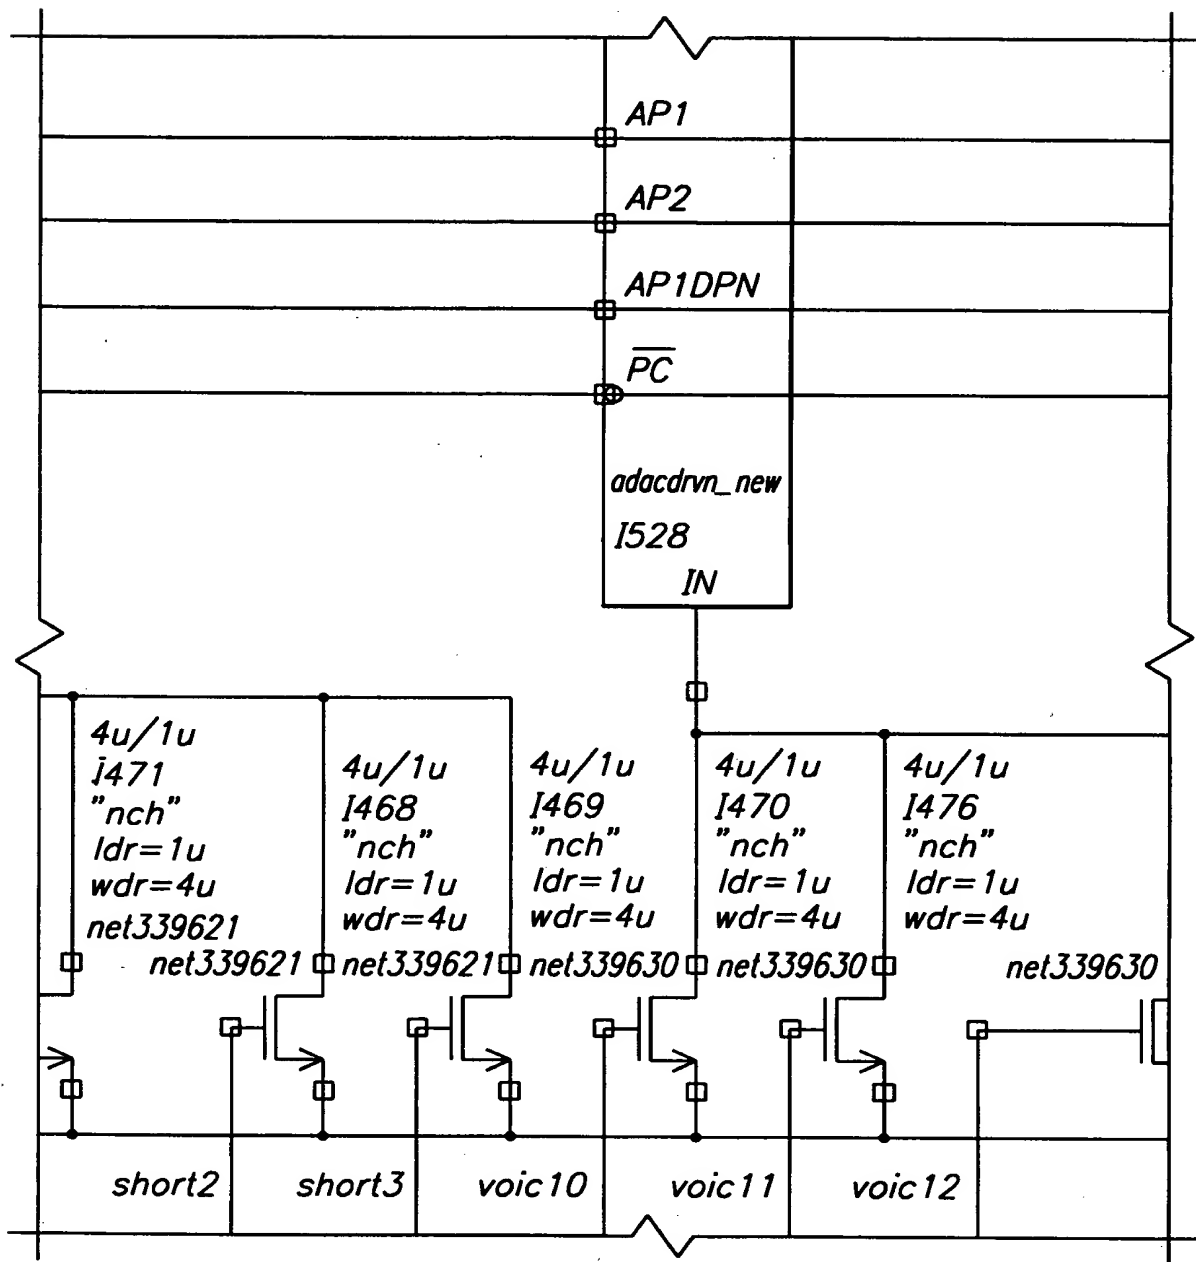 AP1
AP2
AP1DPN
PC
adacdrvn_new
I528
IN
4u/1u
I471
"nch"
ldr=1u
wdr=4u
net339621
4u/1u
I468
"nch"
ldr=1u
wdr=4u
net339621
4u/1u
I469
"nch"
ldr=1u
wdr=4u
net339621
4u/1u
I470
"nch"
ldr=1u
wdr=4u
net339630
4u/1u
I476
"nch"
ldr=1u
wdr=4u
net339630
net339630
short2
short3
voic10
voic11
voic12